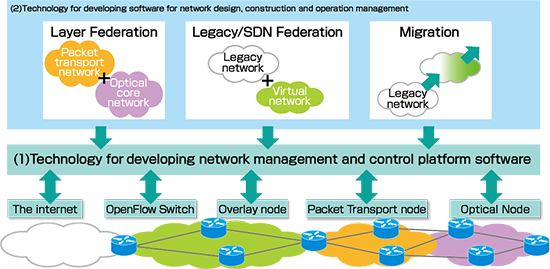 (2)Technology for developing software for network design, construction and operation management
Layer Federation
Packet
transport
network
+
Optical
core
network
Legacy/SDN Federation
Legacy
network
+
Virtual
network
Migration
Legacy
network
(1)Technology for developing network management and control platform software
The internet
OpenFlow Switch
Overlay node
Packet Transport node
Optical Node